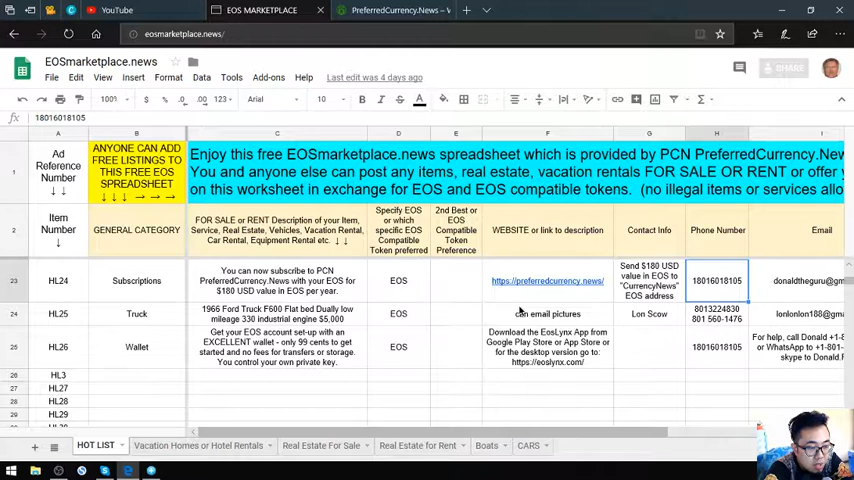 YouTube
EOS MARKETPLACE
PreferredCurrency.News – V
eosmarketplace.news/
EOSmarketplace.news
File Edit View Insert Format Data Tools Add-ons Help Last edit was 4 days ago
SHARE
100% $ % .0 .00 123 Arial 10 B I S A
fx 18016018105
A B C D E F G H I
1
Ad Reference Number ↓ ↓
ANYONE CAN ADD FREE LISTINGS TO THIS FREE EOS SPREADSHEET ↓ ↓ ↓ → → →
Enjoy this free EOSmarketplace.news spreadsheet which is provided by PCN PreferredCurrency.New
You and anyone else can post any items, real estate, vacation rentals FOR SALE OR RENT or offer y
on this worksheet in exchange for EOS and EOS compatible tokens. (no illegal items or services allo
2
Item Number ↓
GENERAL CATEGORY
FOR SALE or RENT Description of your Item, Service, Real Estate, Vehicles, Vacation Rental, Car Rental, Equipment Rental etc. ↓ ↓
Specify EOS or which specific EOS Compatible Token preferred
2nd Best or EOS Compatible Token Preference
WEBSITE or link to description
Contact Info
Phone Number
Email
23
HL24
Subscriptions
You can now subscribe to PCN PreferredCurrency.News with your EOS for $180 USD value in EOS per year.
EOS
https://preferredcurrency.news/
Send $180 USD value in EOS to "CurrencyNews" EOS address
18016018105
donaldtheguru@gm
24
HL25
Truck
1966 Ford Truck F600 Flat bed Dually low mileage 330 industrial engine $5,000
EOS
can email pictures
Lon Scow
8013224830
801 560-1476
lonlonlon188@gma
25
HL26
Wallet
Get your EOS account set-up with an EXCELLENT wallet - only 99 cents to get started and no fees for transfers or storage. You control your own private key.
EOS
Download the EosLynx App from Google Play Store or App Store or for the desktop version go to: https://eoslynx.com/
18016018105
For help, call Donald +1-801-
or WhatsApp to +1-801-
skype to Donald.F
26 HL3
27 HL27
28 HL28
29 HL29
HOT LIST Vacation Homes or Hotel Rentals Real Estate For Sale Real Estate for Rent Boats CARS